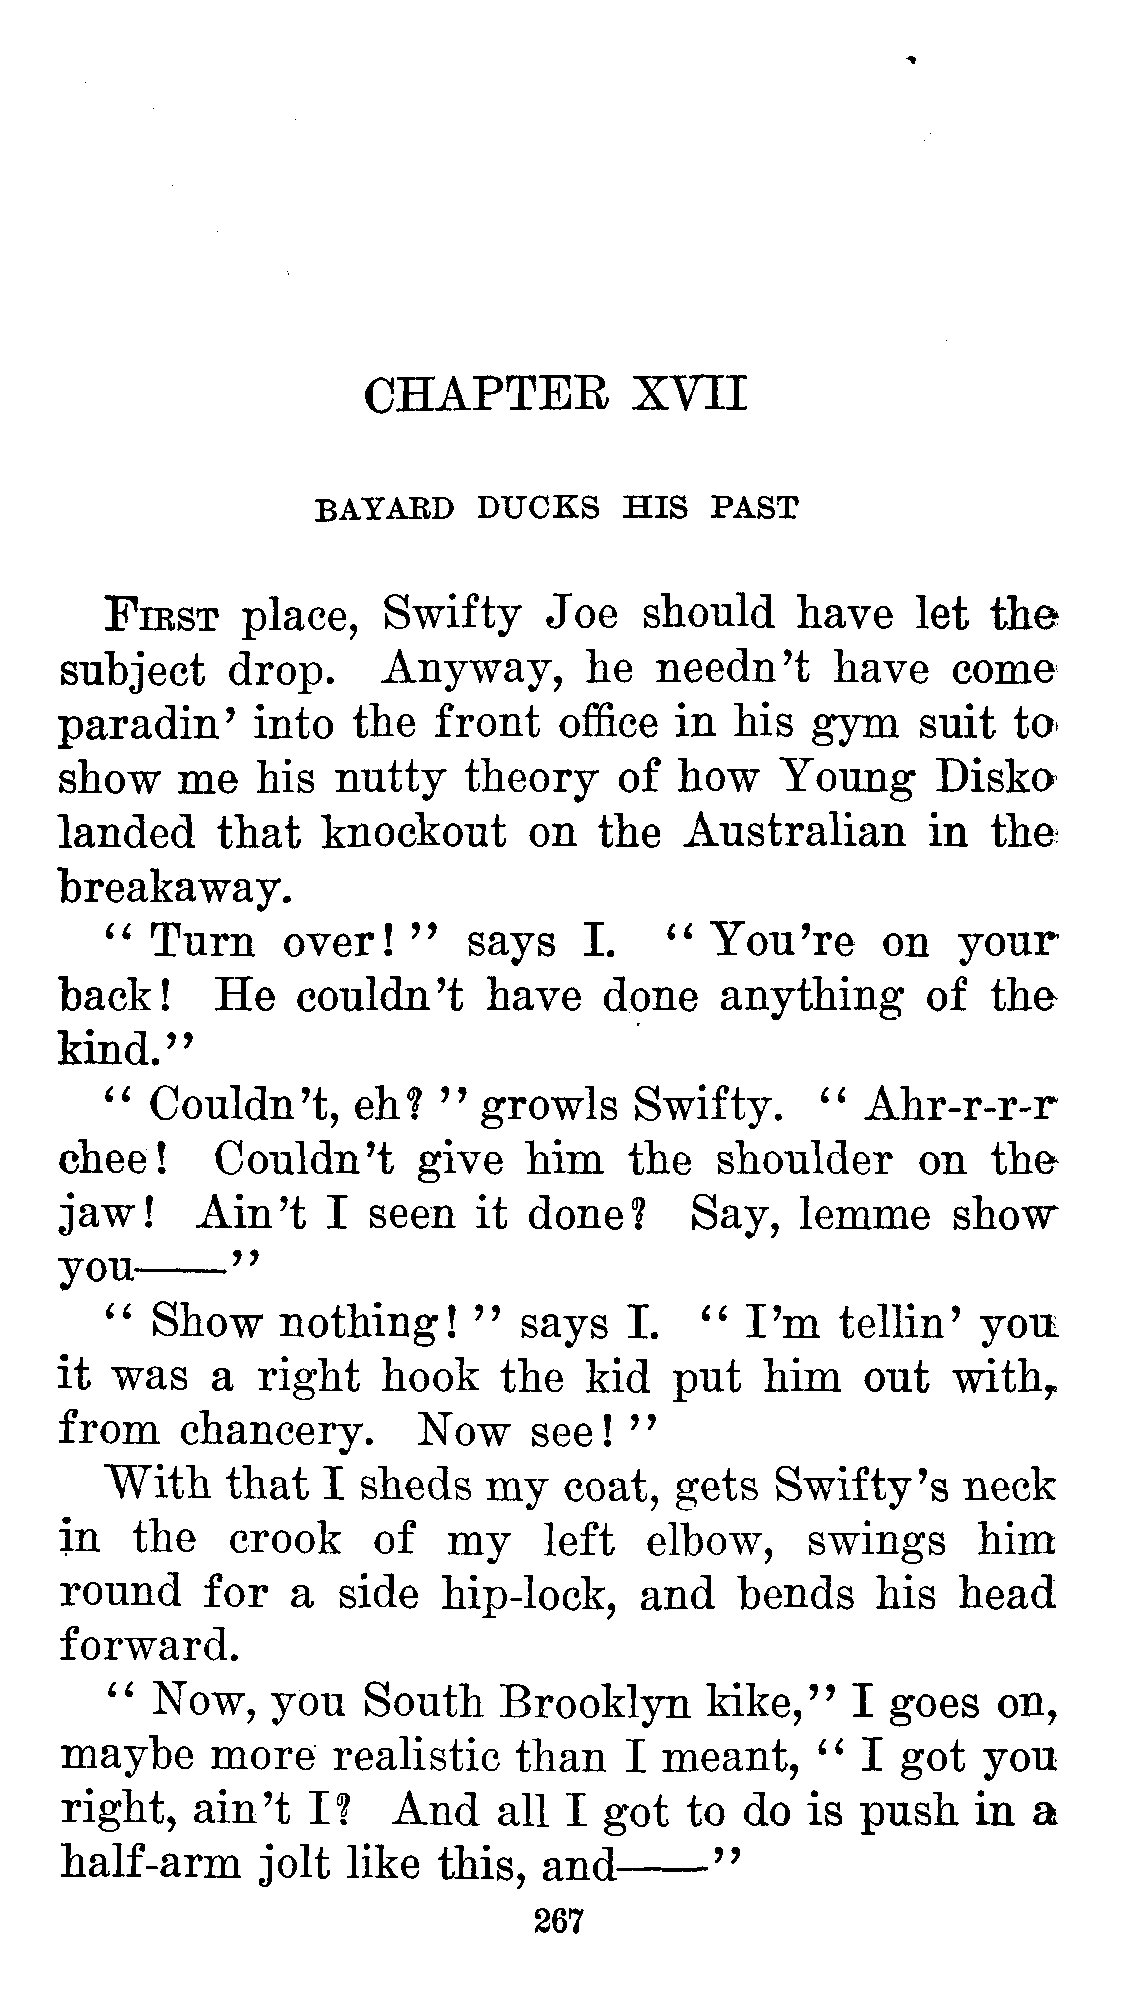 CHAPTER XVII
BAYARD DUCKS HIS PAST
FIRST place, Swifty Joe should have let the
subject drop. Anyway, he needn't have come
paradin' into the front office in his gym suit to
show me his nutty theory of how Young Disko
landed that knockout on the Australian in the
breakaway.
"Turn over!" says I. "You're on your
back! He couldn't have done anything of the
kind."
"Couldn't, eh?" growls Swifty. "Ahr-r-r-r
chee! Couldn't give him the shoulder on the
jaw! Ain't I seen it done? Say, lemme show
you——"
"Show nothing!" says I. "I'm tellin' you
it was a right hook the kid put him out with,
from chancery. Now see!"
With that I sheds my coat, gets Swifty's neck
in the crook of my left elbow, swings him
round for a side hip-lock, and bends his head
forward.
"Now, you South Brooklyn kike," I goes on,
maybe more realistic than I meant, "I got you
right, ain't I? And all I got to do is push in a
half-arm jolt like this, and——"
267